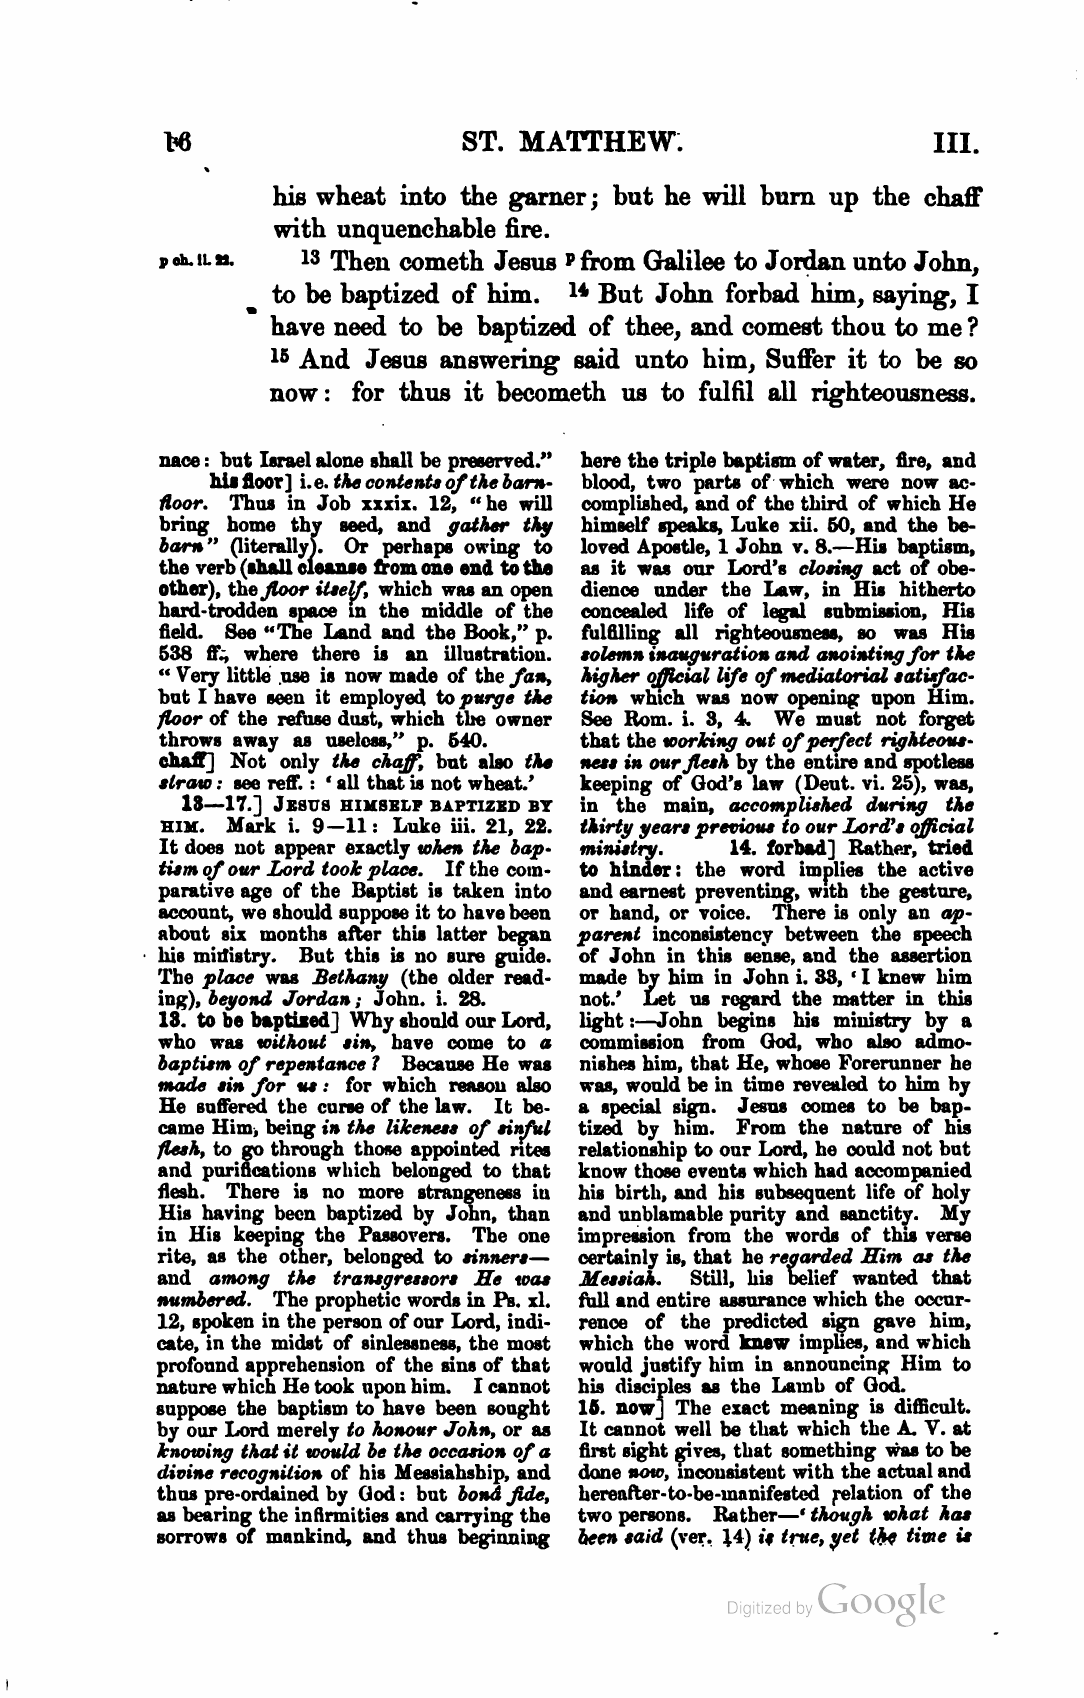 16 ST. MATTHEW. III.
his wheat into the garner; but he will burn up the chaff
with unquenchable fire.
p ch. ii. 22.
13 Then cometh Jesus p from Galilee to Jordan unto John,
to be baptized of him. 14 But John forbad him, saying, I
have need to be baptized of thee, and comest thou to me?
15 And Jesus answering said unto him, Suffer it to be so
now: for thus it becometh us to fulfil all righteousness.
nace: but Israel alone shall be preserved.”
his floor] i.e. the contents of the barn-
floor. Thus in Job xxxix. 12, “he will
bring home thy seed, and gather thy
barn” (literally). Or perhaps owing to
the verb (shall cleanse from one end to the
other), the floor itself, which was an open
hard-trodden space in the middle of the
field. See “The Land and the Book,” p.
538 ff., where there is an illustration.
“Very little use is now made of the fan,
but I have seen it employed to purge the
floor of the refuse dust, which the owner
throws away as useless,” p. 540.
chaff] Not only the chaff, but also the
straw: see reff.: ‘all that is not wheat.’
13—17.] JESUS HIMSELF BAPTIZED BY
HIM. Mark i. 9—11: Luke iii. 21, 22.
It does not appear exactly when the bap-
tism of our Lord took place. If the com-
parative age of the Baptist is taken into
account, we should suppose it to have been
about six months after this latter began
his ministry. But this is no sure guide.
The place was Bethany (the older read-
ing), beyond Jordan; John. i. 28.
13. to be baptized] Why should our Lord,
who was without sin, have come to a
baptism of repentance? Because He was
made sin for us: for which reason also
He suffered the curse of the law. It be-
came Him, being in the likeness of sinful
flesh, to go through those appointed rites
and purifications which belonged to that
flesh. There is no more strangeness in
His having been baptized by John, than
in His keeping the Passovers. The one
rite, as the other, belonged to sinners—
and among the transgressors He was
numbered. The prophetic words in Ps. xl.
12, spoken in the person of our Lord, indi-
cate, in the midst of sinlessness, the most
profound apprehension of the sins of that
nature which He took upon him. I cannot
suppose the baptism to have been sought
by our Lord merely to honour John, or as
knowing that it would be the occasion of a
divine recognition of his Messiahship, and
thus pre-ordained by God: but bonâ fide,
as bearing the infirmities and carrying the
sorrows of mankind, and thus beginning
here the triple baptism of water, fire, and
blood, two parts of which were now ac-
complished, and of the third of which He
himself speaks, Luke xii. 50, and the be-
loved Apostle, 1 John v. 8.—His baptism,
as it was our Lord's closing act of obe-
dience under the Law, in His hitherto
concealed life of legal submission, His
fulfilling all righteousness, so was His
solemn inauguration and anointing for the
higher official life of mediatorial satisfac-
tion which was now opening upon Him.
See Rom. i. 3, 4. We must not forget
that the working out of perfect righteous-
ness in our flesh by the entire and spotless
keeping of God's law (Deut. vi. 25), was,
in the main, accomplished during the
thirty years previous to our Lord's official
ministry. 14. forbad] Rather, tried
to hinder: the word implies the active
and earnest preventing, with the gesture,
or hand, or voice. There is only an ap-
parent inconsistency between the speech
of John in this sense, and the assertion
made by him in John i. 33, ‘I knew him
not.’ Let us regard the matter in this
light:—John begins his ministry by a
commission from God, who also admo-
nishes him, that He, whose Forerunner he
was, would be in time revealed to him by
a special sign. Jesus comes to be bap-
tized by him. From the nature of his
relationship to our Lord, he could not but
know those events which had accompanied
his birth, and his subsequent life of holy
and unblamable purity and sanctity. My
impression from the words of this verse
certainly is, that he regarded Him as the
Messiah. Still, his belief wanted that
full and entire assurance which the occur-
rence of the predicted sign gave him,
which the word knew implies, and which
would justify him in announcing Him to
his disciples as the Lamb of God.
15. now] The exact meaning is difficult.
It cannot well be that which the A. V. at
first sight gives, that something was to be
done now, inconsistent with the actual and
hereafter-to-be-manifested relation of the
two persons. Rather—‘though what has
been said (ver. 14) is true, yet the time is
Digitized by Google